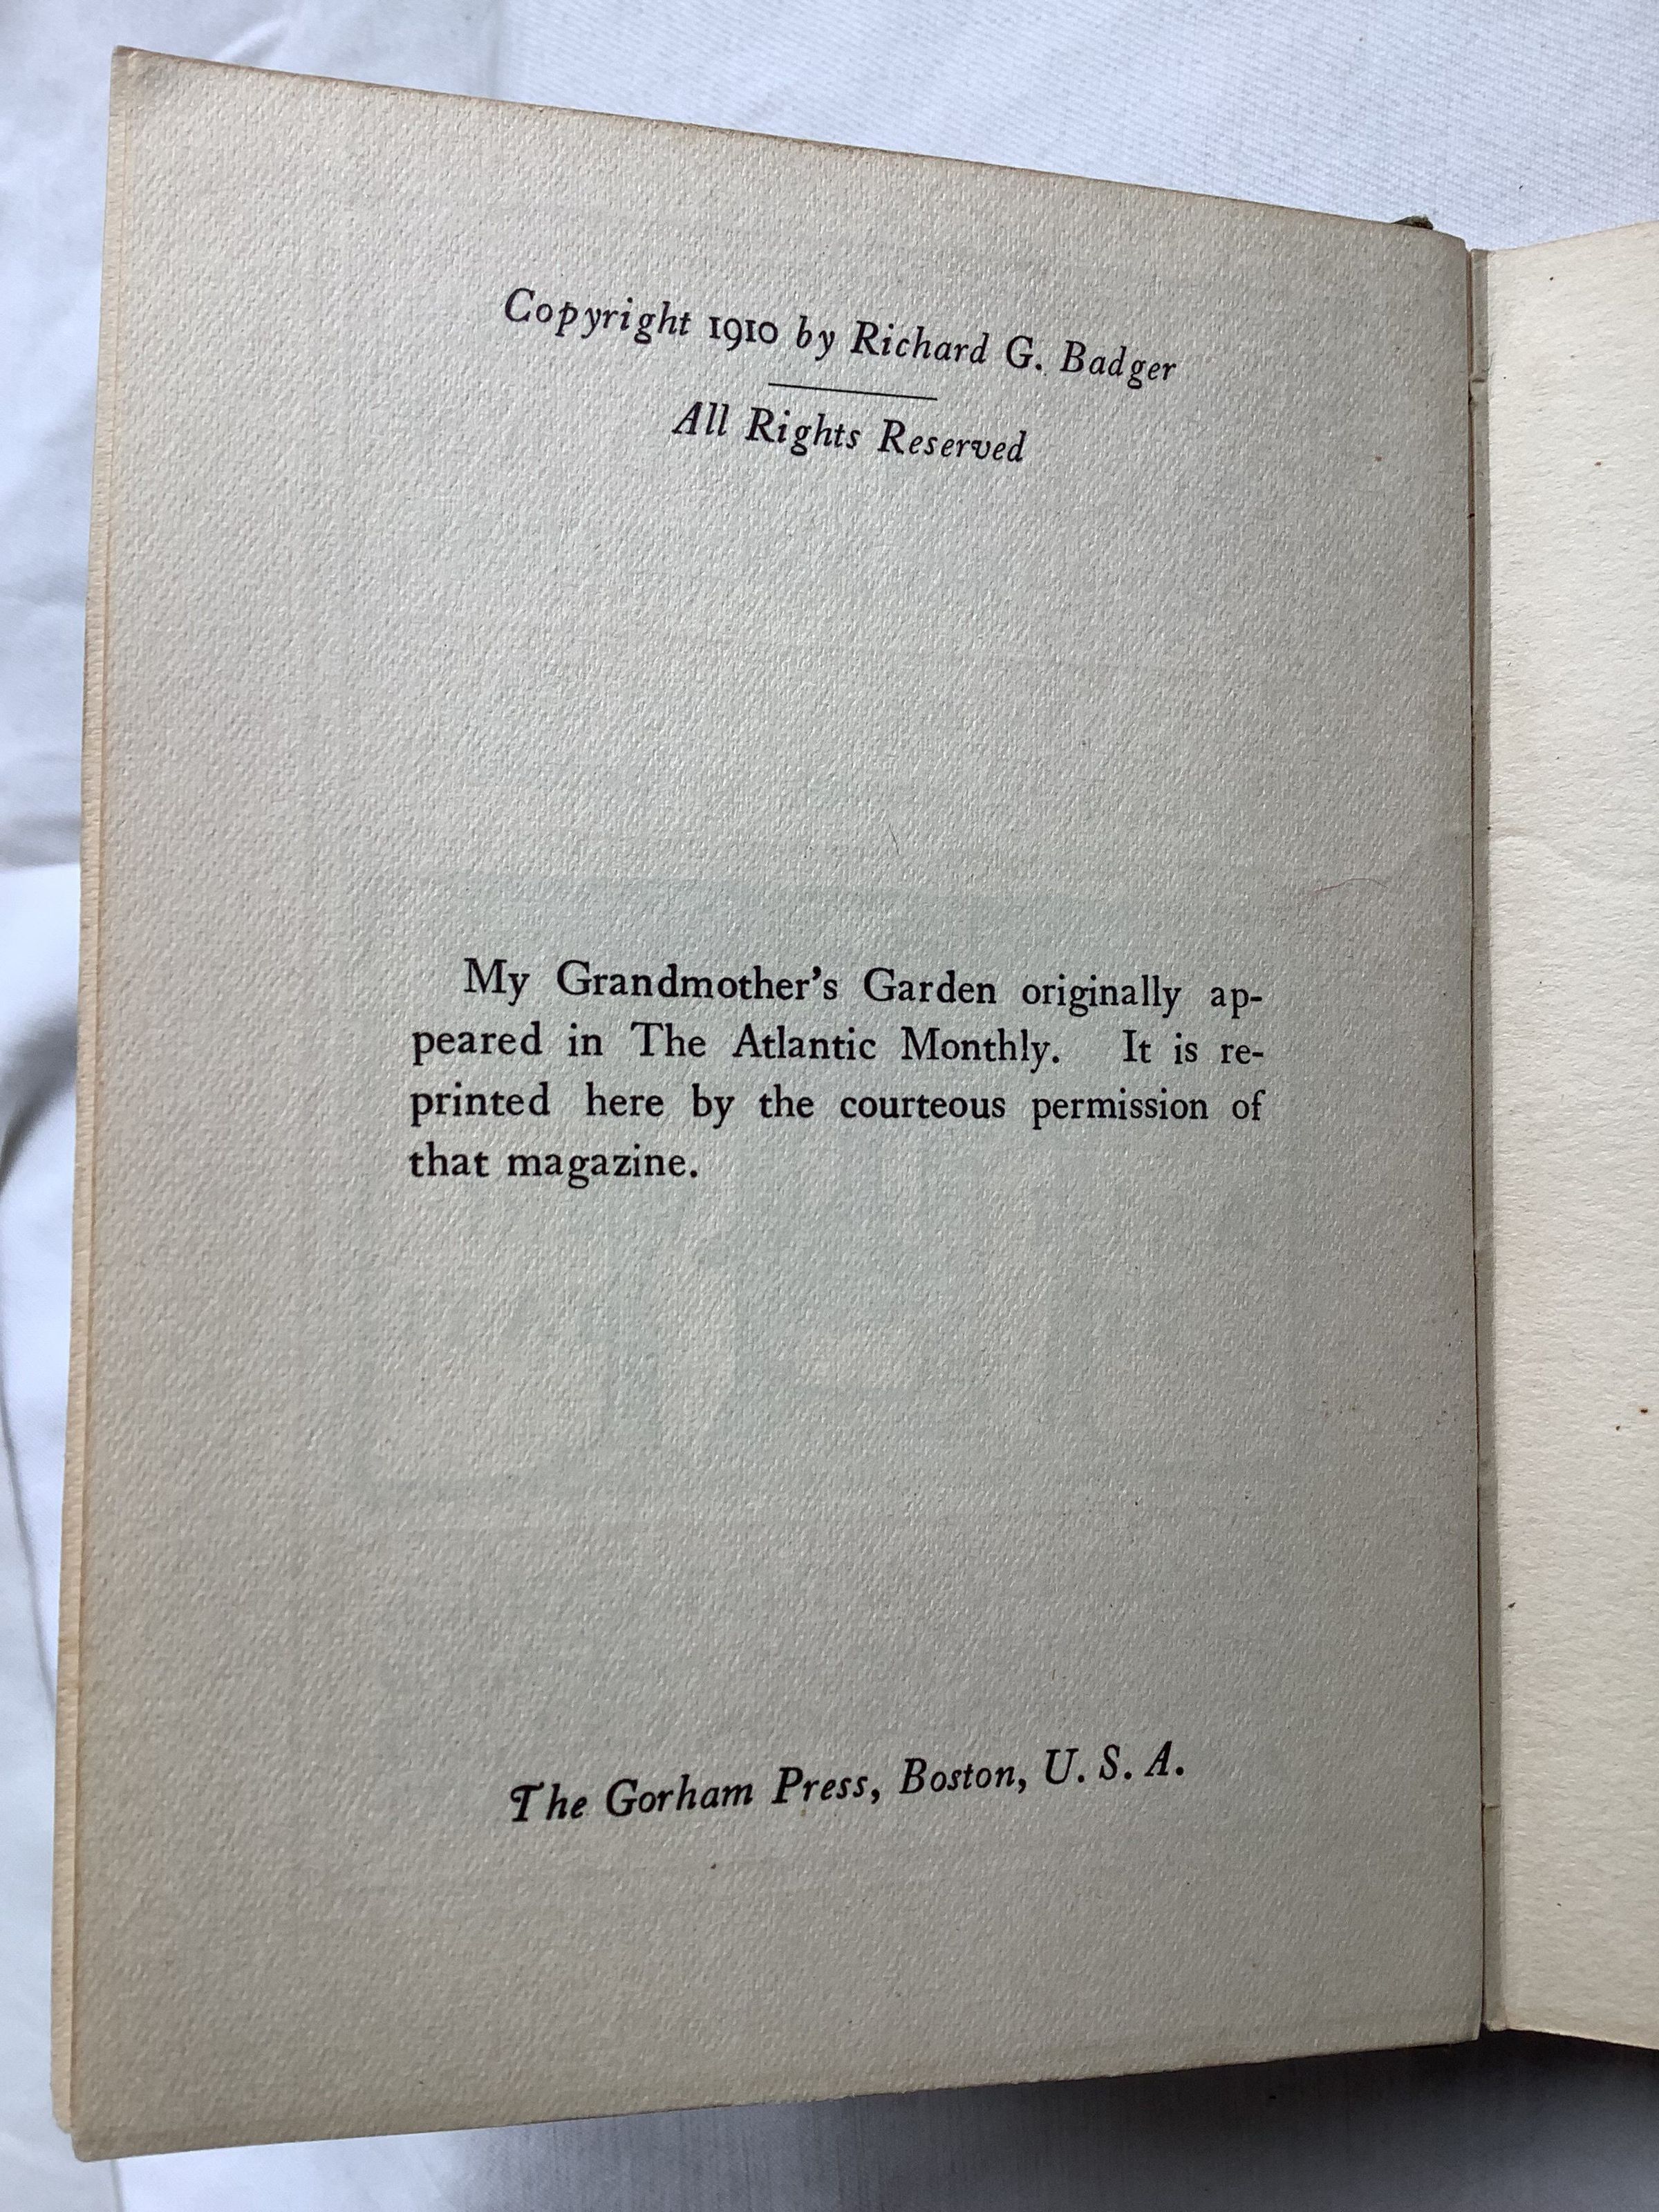 Copyright 1910 by Richard G. Badger
All Rights Reserved
My Grandmother's Garden originally ap-
peared in The Atlantic Monthly. It is re-
printed here by the courteous permission of
that magazine.
The Gorham Press, Boston, U. S. A.